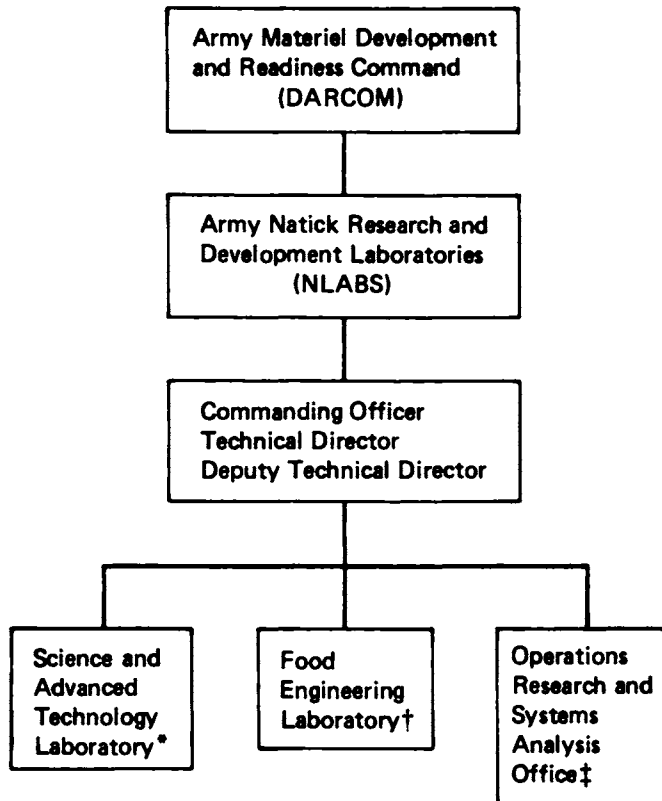 Army Materiel Development
and Readiness Command
(DARCOM)
Army Natick Research and
Development Laboratories
(NLABS)
Commanding Officer
Technical Director
Deputy Technical Director
Science and
Advanced
Technology
Laboratory*
Food
Engineering
Laboratory†
Operations
Research and
Systems
Analysis
Office‡